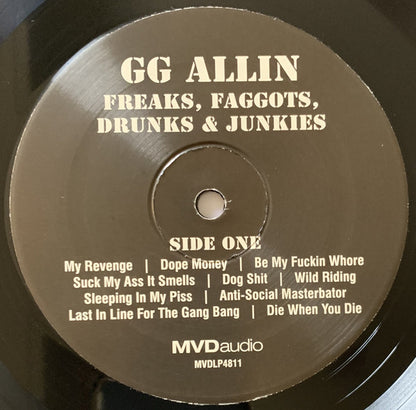 GG ALLIN
FREAKS, FAGGOTS,
DRUNKS & JUNKIES
SIDE ONE
My Revenge | Dope Money | Be My Fuckin Whore
Suck My Ass It Smells | Dog Shit | Wild Riding
Sleeping In My Piss | Anti-Social Masterbator
Last In Line For The Gang Bang | Die When You Die
MVDaudio
MVDLP4811